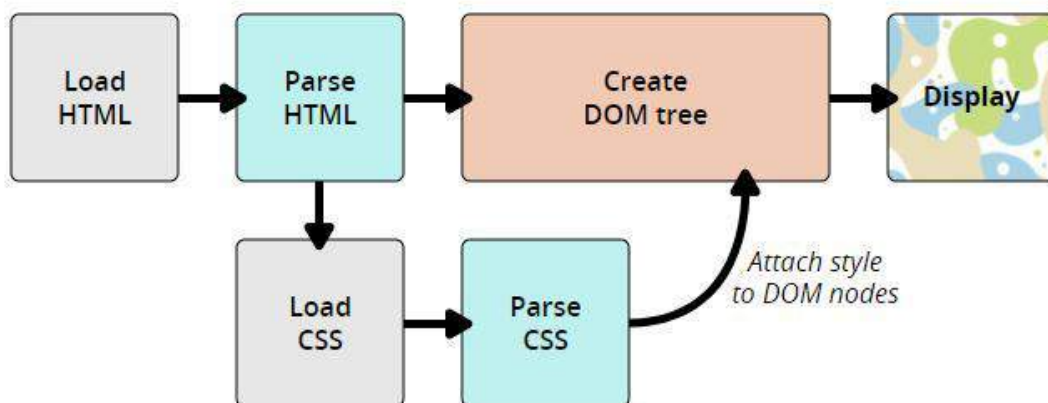 Load
HTML
Parse
HTML
Create
DOM tree
Display
Load
CSS
Parse
CSS
Attach style
to DOM nodes